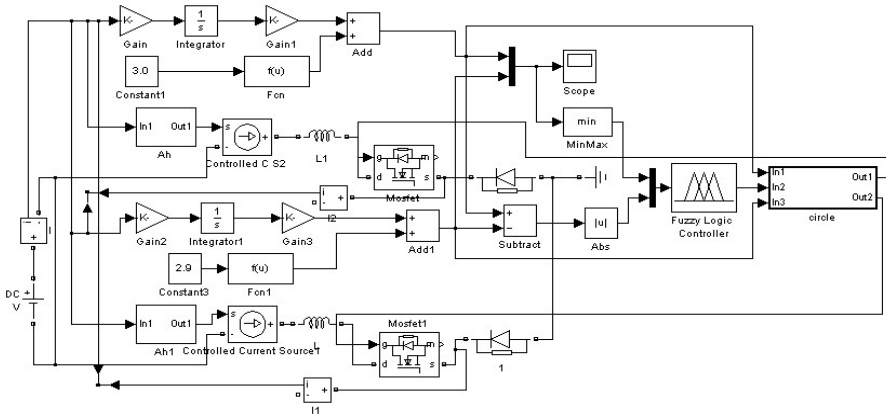 K-
Gain
1
s
Integrator
K-
Gain1
+
+
Add
3.0
Constant1
f(u)
Fcn
Scope
min
MinMax
In1 Out1
Ah
s
-
+
Controlled C S2
L1
g m
d s
Mosfet
i
-
+
I2
K-
Gain2
1
s
Integrator1
K-
Gain3
+
+
Add1
+
-
Subtract
|u|
Abs
Fuzzy Logic
Controller
In1
In2
In3
Out1
Out2
circle
i
-
+
I
DC +
V
2.9
Constant3
f(u)
Fcn1
In1 Out1
Ah1
s
-
+
Controlled Current Source1
L
Mosfet1
g m
d s
1
i
-
+
I1